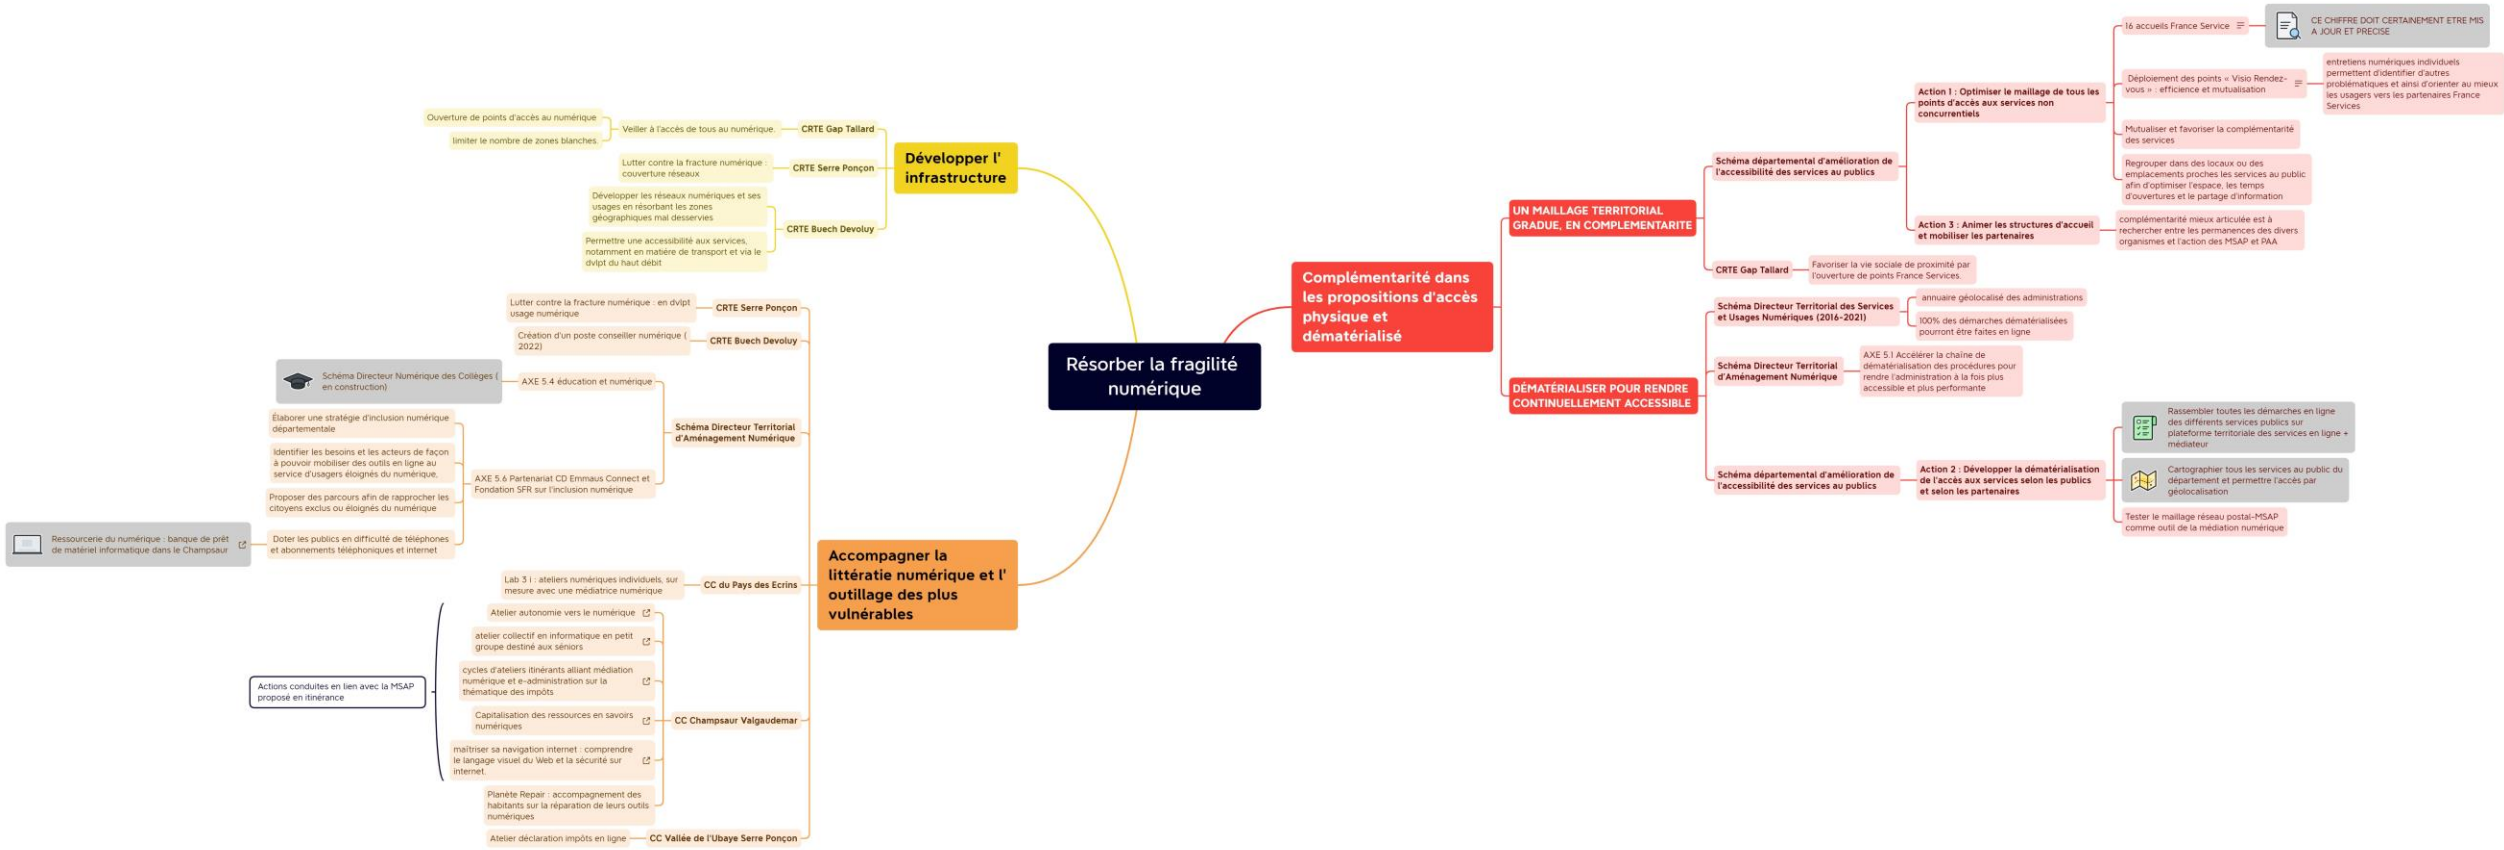 Résorber la fragilité
numérique
Développer l'
infrastructure
CRTE Gap Tallard
Veiller à l'accès de tous au numérique.
Ouverture de points d'accès au numérique
limiter le nombre de zones blanches.
CRTE Serre Ponçon
Lutter contre la fracture numérique :
couverture réseaux
CRTE Buech Devoluy
Développer les réseaux numériques et ses
usages en résorbant les zones
géographiques mal desservies
Permettre une accessibilité aux services,
notamment en matière de transport et via le
dvlpt du haut débit
Accompagner la
littératie numérique et l'
outillage des plus
vulnérables
CRTE Serre Ponçon
Lutter contre la fracture numérique : en dvlpt
usage numérique
CRTE Buech Devoluy
Création d'un poste conseiller numérique (
2022)
Schéma Directeur Territorial
d'Aménagement Numérique
AXE 5.4 éducation et numérique
Schéma Directeur Numérique des Collèges (
en construction)
AXE 5.6 Partenariat CD Emmaus Connect et
Fondation SFR sur l'inclusion numérique
Élaborer une stratégie d'inclusion numérique
départementale
Identifier les besoins et les acteurs de façon
à pouvoir mobiliser des outils en ligne au
service d'usagers éloignés du numérique,
Proposer des parcours afin de rapprocher les
citoyens exclus ou éloignés du numérique
Doter les publics en difficulté de téléphones
et abonnements téléphoniques et internet
Ressourcerie du numérique : banque de prêt
de matériel informatique dans le Champsaur
CC du Pays des Ecrins
Lab 3 i : ateliers numériques individuels, sur
mesure avec une médiatrice numérique
CC Champsaur Valgaudemar
Atelier autonomie vers le numérique
atelier collectif en informatique en petit
groupe destiné aux séniors
cycles d'ateliers itinérants alliant médiation
numérique et e-administration sur la
thématique des impôts
Capitalisation des ressources en savoirs
numériques
maîtriser sa navigation internet : comprendre
le langage visuel du Web et la sécurité sur
internet.
Planète Repair : accompagnement des
habitants sur la réparation de leurs outils
numériques
Actions conduites en lien avec la MSAP
proposé en itinérance
CC Vallée de l'Ubaye Serre Ponçon
Atelier déclaration impôts en ligne
Complémentarité dans
les propositions d'accès
physique et
dématérialisé
UN MAILLAGE TERRITORIAL
GRADUE, EN COMPLEMENTARITE
Schéma départemental d'amélioration de
l'accessibilité des services au publics
Action 1 : Optimiser le maillage de tous les
points d'accès aux services non
concurrentiels
16 accueils France Service
CE CHIFFRE DOIT CERTAINEMENT ETRE MIS
A JOUR ET PRECISE
Déploiement des points « Visio Rendez-
vous » : efficience et mutualisation
entretiens numériques individuels
permettent d'identifier d'autres
problématiques et ainsi d'orienter au mieux
les usagers vers les partenaires France
Services
Mutualiser et favoriser la complémentarité
des services
Regrouper dans des locaux ou des
emplacements proches les services au public
afin d'optimiser l'espace, les temps
d'ouvertures et le partage d'information
Action 3 : Animer les structures d'accueil
et mobiliser les partenaires
complémentarité mieux articulée est à
rechercher entre les permanences des divers
organismes et l'action des MSAP et PAA
CRTE Gap Tallard
Favoriser la vie sociale de proximité par
l'ouverture de points France Services.
DÉMATÉRIALISER POUR RENDRE
CONTINUELLEMENT ACCESSIBLE
Schéma Directeur Territorial des Services
et Usages Numériques (2016-2021)
annuaire géolocalisé des administrations
100% des démarches dématérialisées
pourront être faites en ligne
Schéma Directeur Territorial
d'Aménagement Numérique
AXE 5.1 Accélérer la chaîne de
dématérialisation des procédures pour
rendre l'administration à la fois plus
accessible et plus performante
Schéma départemental d'amélioration de
l'accessibilité des services au publics
Action 2 : Développer la dématérialisation
de l'accès aux services selon les publics
et selon les partenaires
Rassembler toutes les démarches en ligne
des différents services publics sur
plateforme territoriale des services en ligne +
médiateur
Cartographier tous les services au public du
département et permettre l'accès par
géolocalisation
Tester le maillage réseau postal-MSAP
comme outil de la médiation numérique